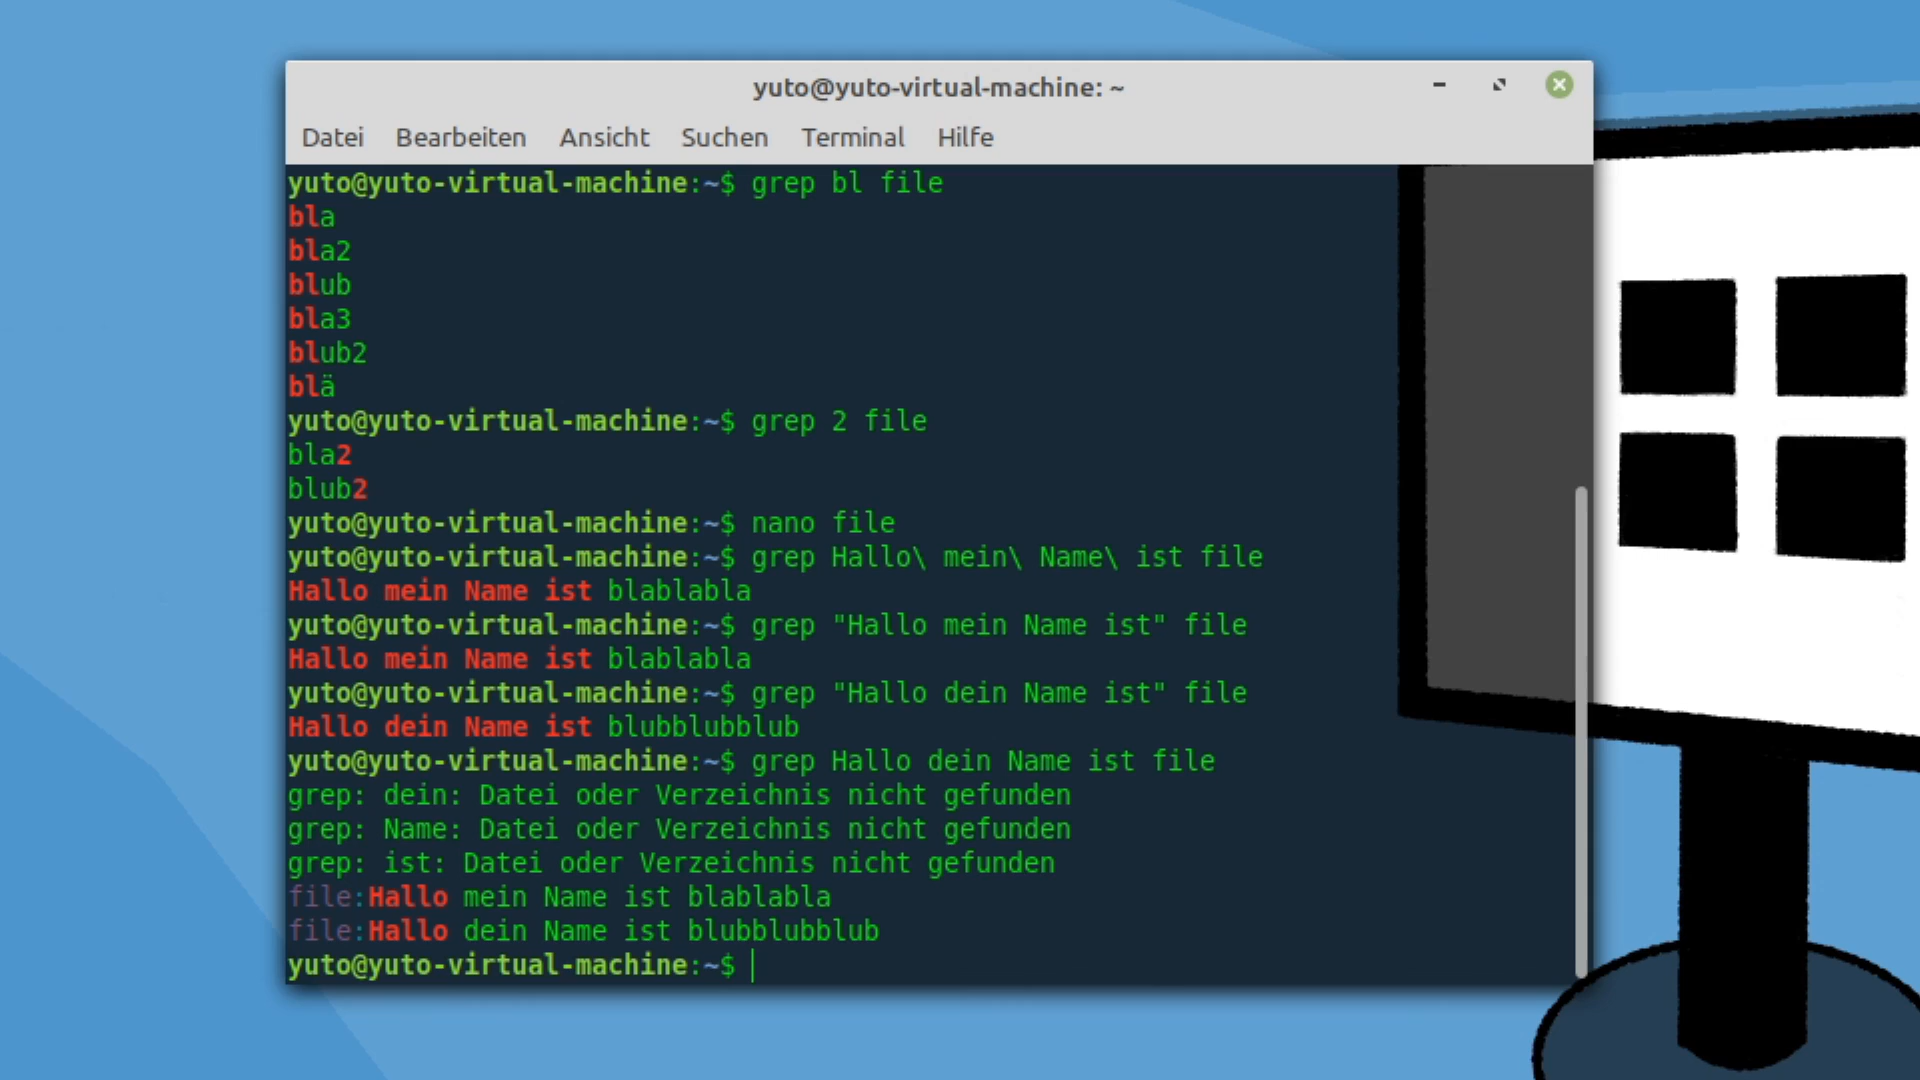 yuto@yuto-virtual-machine: ~
Datei Bearbeiten Ansicht Suchen Terminal Hilfe
yuto@yuto-virtual-machine:~$ grep bl file
bla
bla2
blub
bla3
blub2
blä
yuto@yuto-virtual-machine:~$ grep 2 file
bla2
blub2
yuto@yuto-virtual-machine:~$ nano file
yuto@yuto-virtual-machine:~$ grep Hallo\ mein\ Name\ ist file
Hallo mein Name ist blablabla
yuto@yuto-virtual-machine:~$ grep "Hallo mein Name ist" file
Hallo mein Name ist blablabla
yuto@yuto-virtual-machine:~$ grep "Hallo dein Name ist" file
Hallo dein Name ist blubblubblub
yuto@yuto-virtual-machine:~$ grep Hallo dein Name ist file
grep: dein: Datei oder Verzeichnis nicht gefunden
grep: Name: Datei oder Verzeichnis nicht gefunden
grep: ist: Datei oder Verzeichnis nicht gefunden
file:Hallo mein Name ist blablabla
file:Hallo dein Name ist blubblubblub
yuto@yuto-virtual-machine:~$